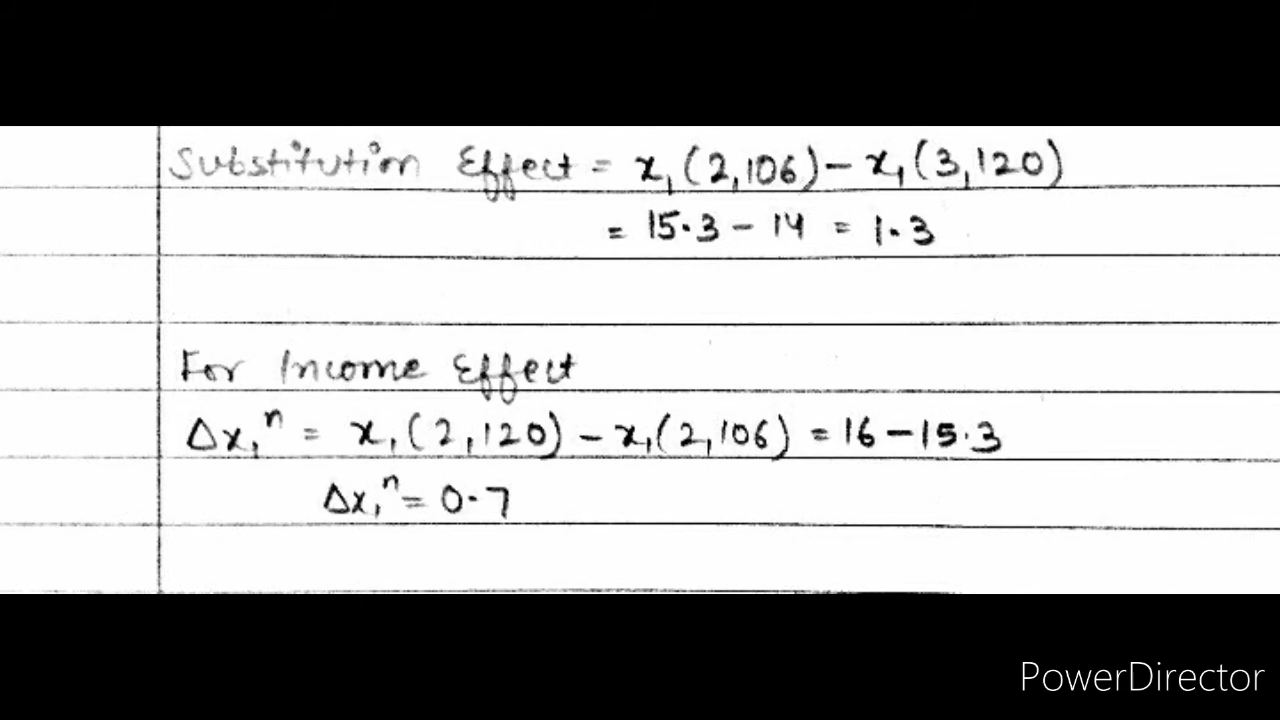 Substitution Effect = x₁(2,106) – x₁(3,120)
= 15.3 – 14 = 1.3
For Income Effect
Δx₁ⁿ = x₁(2,120) – x₁(2,106) = 16 – 15.3
Δx₁ⁿ = 0.7
PowerDirector